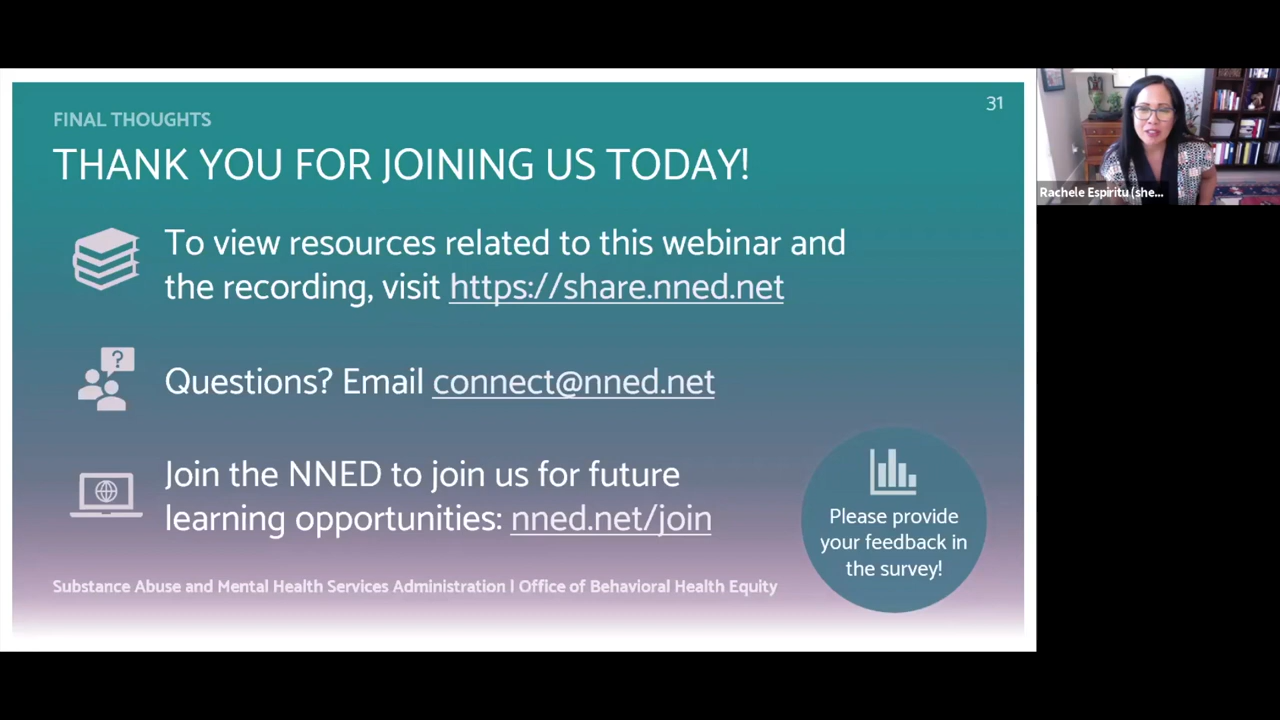 31
FINAL THOUGHTS
THANK YOU FOR JOINING US TODAY!
To view resources related to this webinar and
the recording, visit https://share.nned.net
?
Questions? Email connect@nned.net
Join the NNED to join us for future
learning opportunities: nned.net/join
Please provide
your feedback in
the survey!
Substance Abuse and Mental Health Services Administration | Office of Behavioral Health Equity
Rachele Espiritu (she...